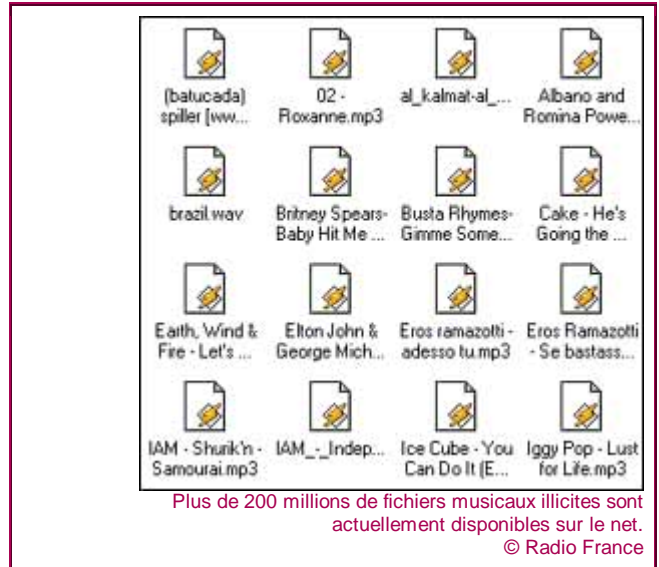 (batucada) spiller [ww...
02 - Roxanne.mp3
al_kalmat-al_...
Albano and Romina Powe...
brazil.wav
Britney Spears- Baby Hit Me ...
Busta Rhymes- Gimme Some...
Cake - He's Going the ...
Earth, Wind & Fire - Let's ...
Elton John & George Mich...
Eros ramazotti - adesso tu.mp3
Eros Ramazotti - Se bastass...
IAM - Shurik'n - Samourai.mp3
IAM_-_Indep...
Ice Cube - You Can Do It (E...
Iggy Pop - Lust for Life.mp3
Plus de 200 millions de fichiers musicaux illicites sont
actuellement disponibles sur le net.
© Radio France